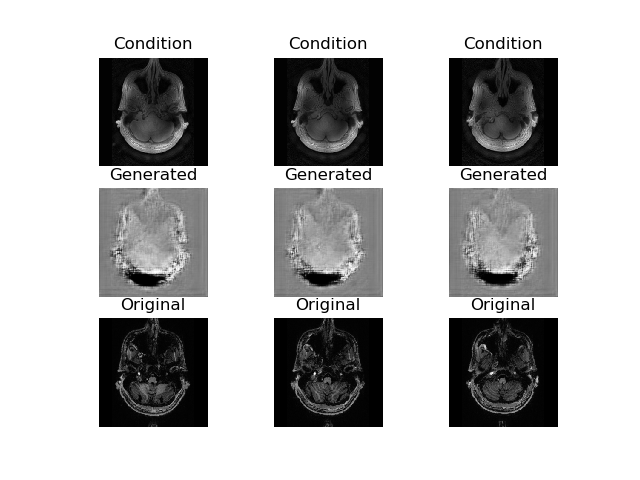 Condition Condition Condition
Generated Generated Generated
Original Original Original